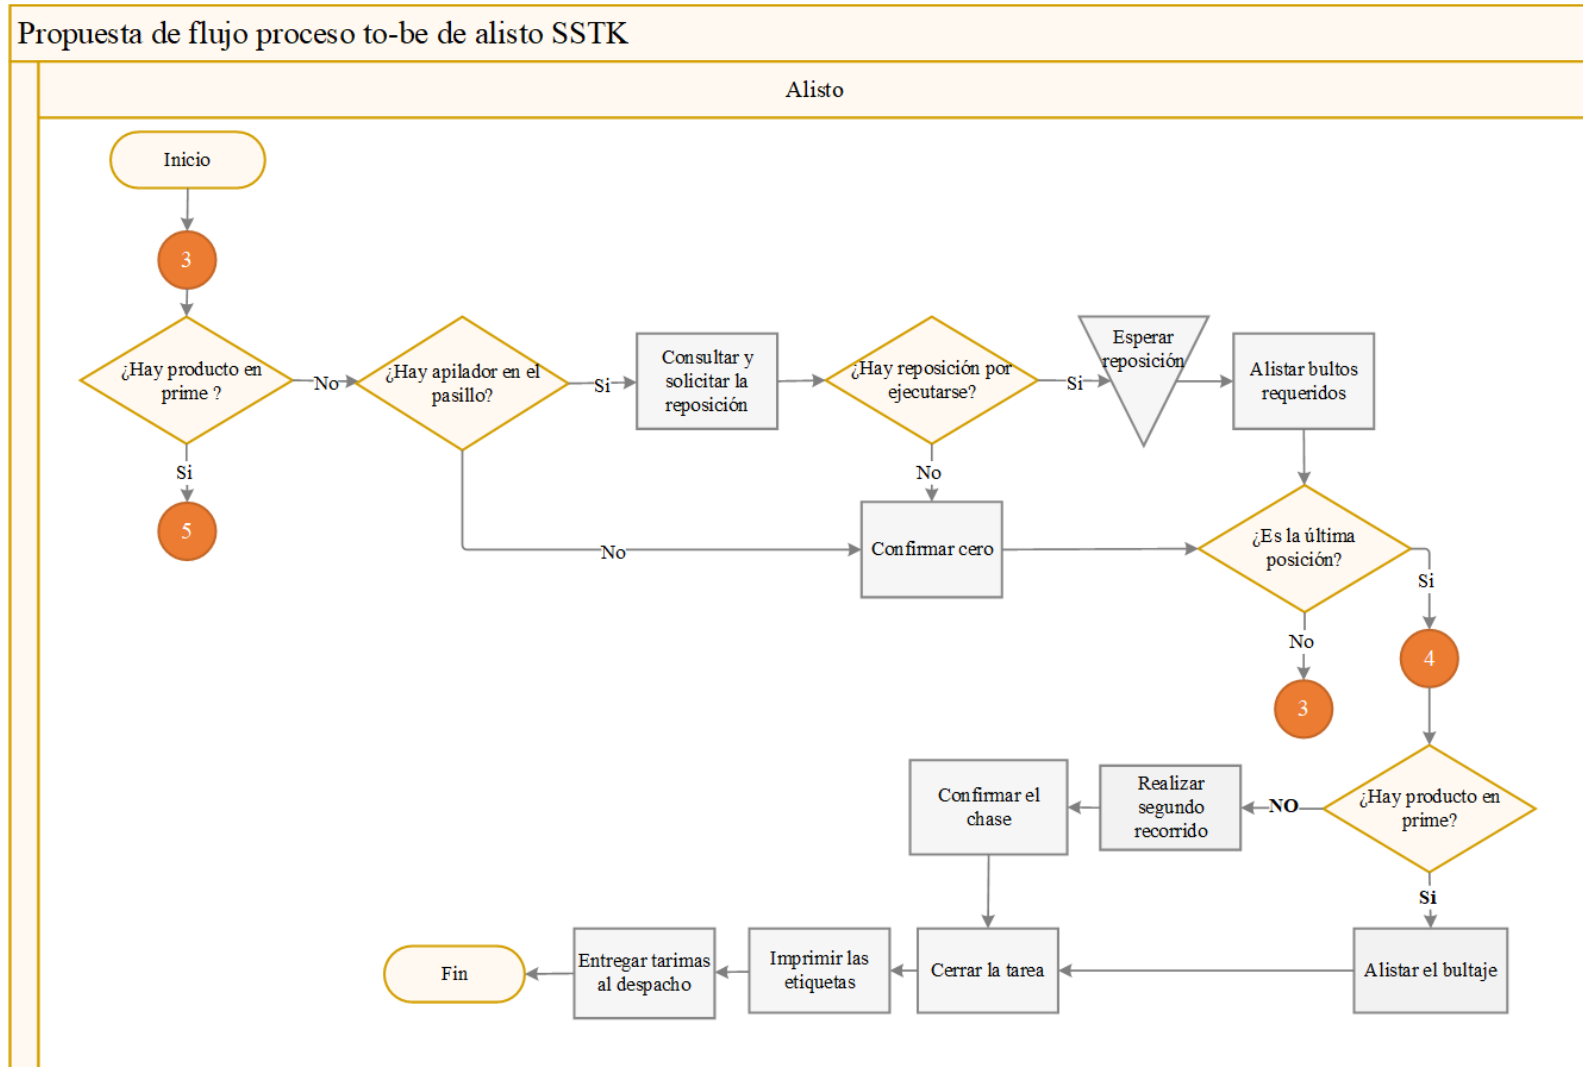 Propuesta de flujo proceso to-be de alisto SSTK
Alisto
Inicio
3
¿Hay producto en
prime ?
No
¿Hay apilador en el
pasillo?
Si
Consultar y
solicitar la
reposición
¿Hay reposición por
ejecutarse?
Si
Esperar
reposición
Alistar bultos
requeridos
Si
5
No
No
Confirmar cero
¿Es la última
posición?
Si
No
4
3
¿Hay producto en
prime?
NO
Realizar
segundo
recorrido
Confirmar el
chase
Si
Alistar el bultaje
Cerrar la tarea
Imprimir las
etiquetas
Entregar tarimas
al despacho
Fin